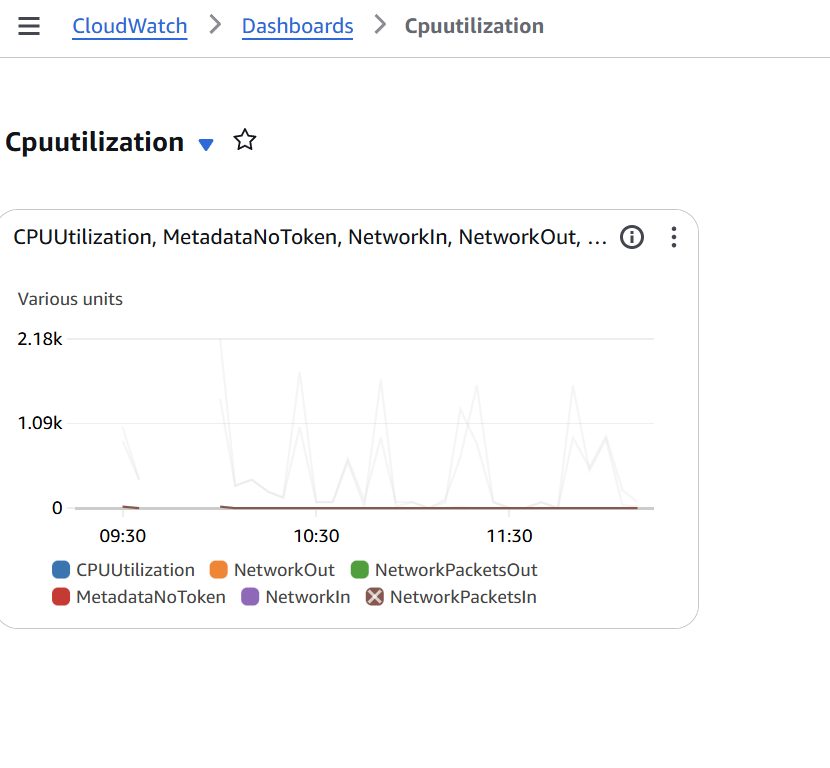 CloudWatch > Dashboards > Cpuutilization
Cpuutilization
CPUUtilization, MetadataNoToken, NetworkIn, NetworkOut, ...
Various units
2.18k
1.09k
0
09:30 10:30 11:30
CPUUtilization NetworkOut NetworkPacketsOut
MetadataNoToken NetworkIn NetworkPacketsIn